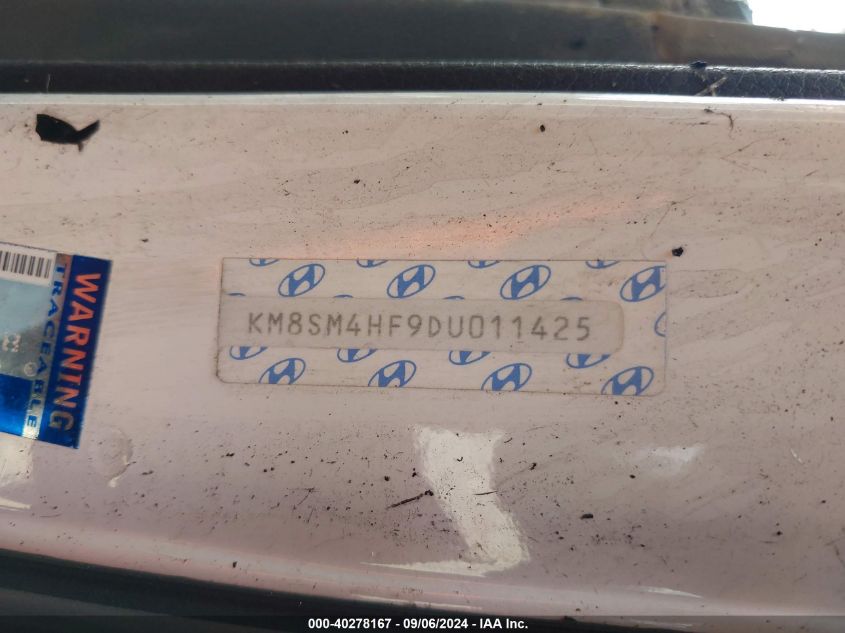 WARNING
TRACEABLE
KM8SM4HF9DU011425
000-40278167 - 09/06/2024 - IAA Inc.